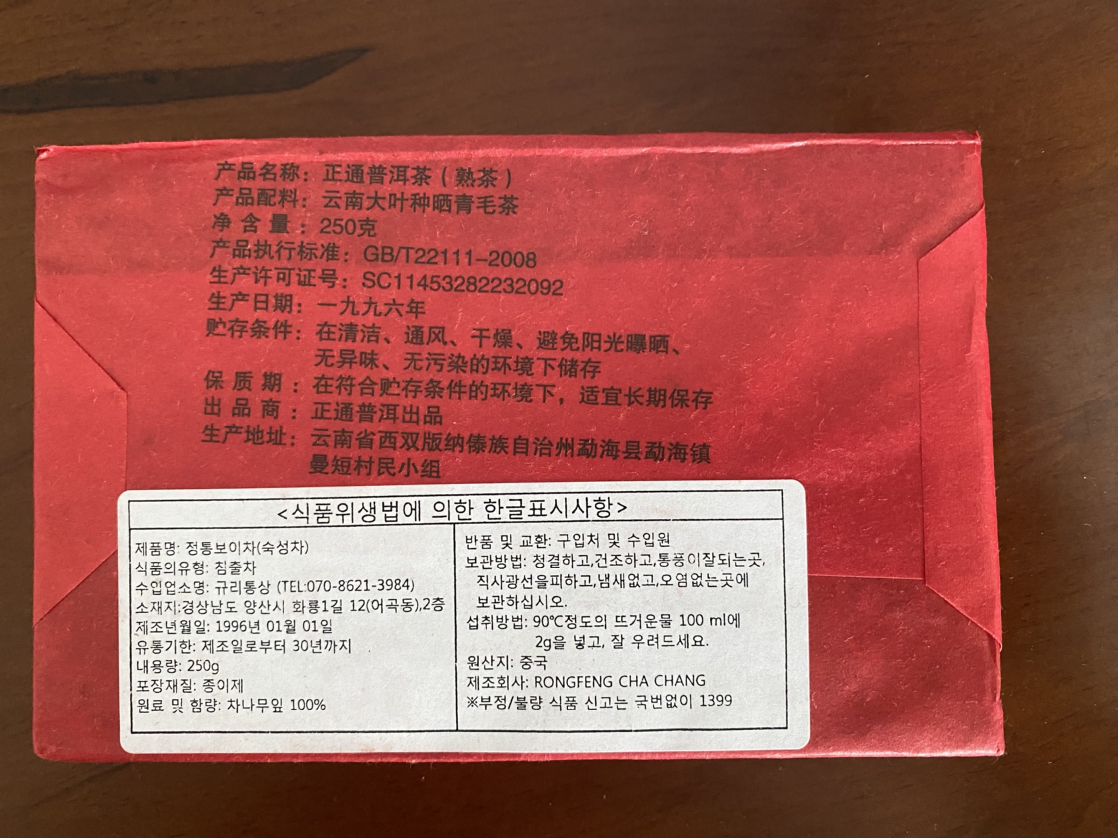 产品名称：正通普洱茶（熟茶）
产品配料：云南大叶种晒青毛茶
净含量：250克
产品执行标准：GB/T22111-2008
生产许可证号：SC11453282232092
生产日期：一九九六年
贮存条件：在清洁、通风、干燥、避免阳光曝晒、
无异味、无污染的环境下储存
保质期：在符合贮存条件的环境下，适宜长期保存
出品商：正通普洱出品
生产地址：云南省西双版纳傣族自治州勐海县勐海镇
曼短村民小组
<식품위생법에 의한 한글표시사항>
제품명: 정통보이차(숙성차)
식품의유형: 침출차
수입업소명: 규리통상 (TEL:070-8621-3984)
소재지;경상남도 양산시 화룡1길 12(어곡동),2층
제조년월일: 1996년 01월 01일
유통기한: 제조일로부터 30년까지
내용량: 250g
포장재질: 종이제
원료 및 함량: 차나무잎 100%
반품 및 교환: 구입처 및 수입원
보관방법: 청결하고,건조하고,통풍이잘되는곳,
직사광선을피하고,냄새없고,오염없는곳에
보관하십시오.
섭취방법: 90℃정도의 뜨거운물 100 ml에
2g을 넣고, 잘 우려드세요.
원산지: 중국
제조회사: RONGFENG CHA CHANG
※부정/불량 식품 신고는 국번없이 1399